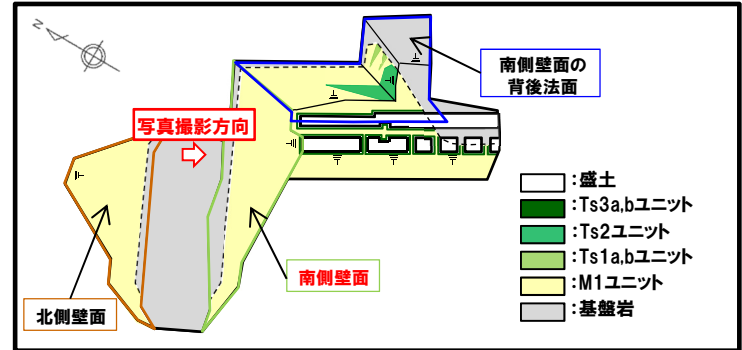 N
南側壁面の
背後法面
写真撮影方向
北側壁面
南側壁面
:盛土
:Ts3a,bユニット
:Ts2ユニット
:Ts1a,bユニット
:M1ユニット
:基盤岩